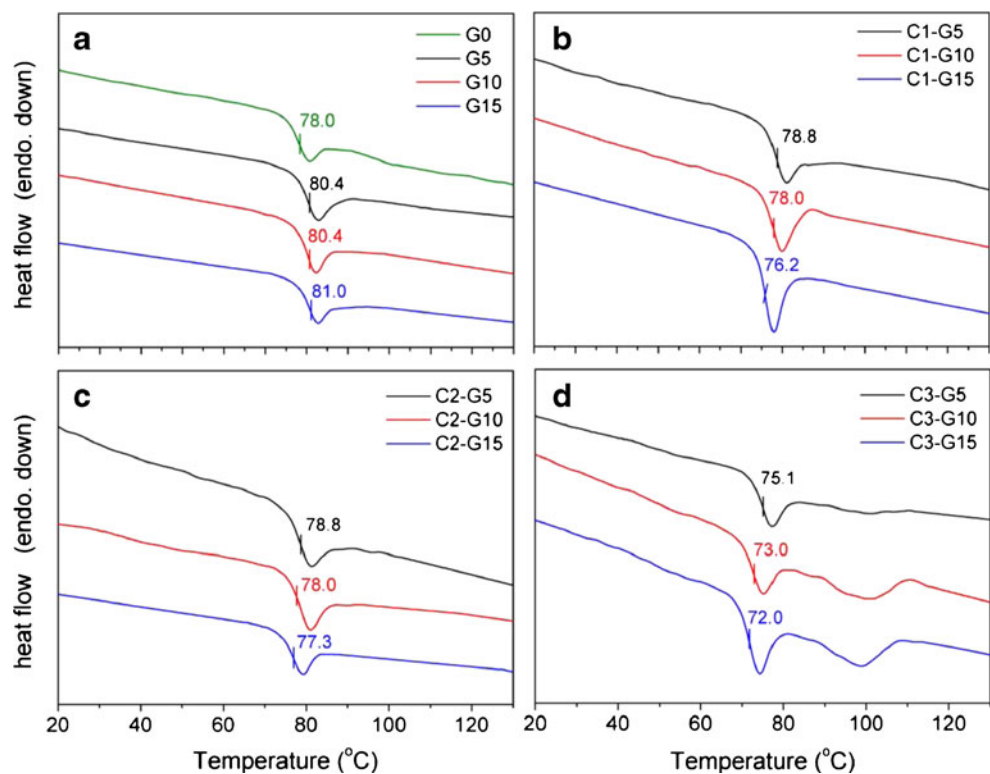 a
G0
G5
G10
G15
78.0
80.4
80.4
81.0
heat flow (endo. down)
b
C1-G5
C1-G10
C1-G15
78.8
78.0
76.2
c
C2-G5
C2-G10
C2-G15
78.8
78.0
77.3
heat flow (endo. down)
20 40 60 80 100 120
Temperature (°C)
d
C3-G5
C3-G10
C3-G15
75.1
73.0
72.0
20 40 60 80 100 120
Temperature (°C)